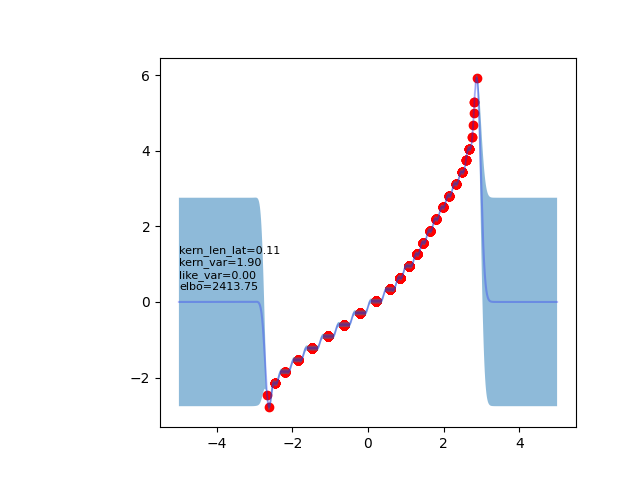 6
4
2
0
−2
kern_len_lat=0.11
kern_var=1.90
like_var=0.00
elbo=2413.75
−4
−2
0
2
4